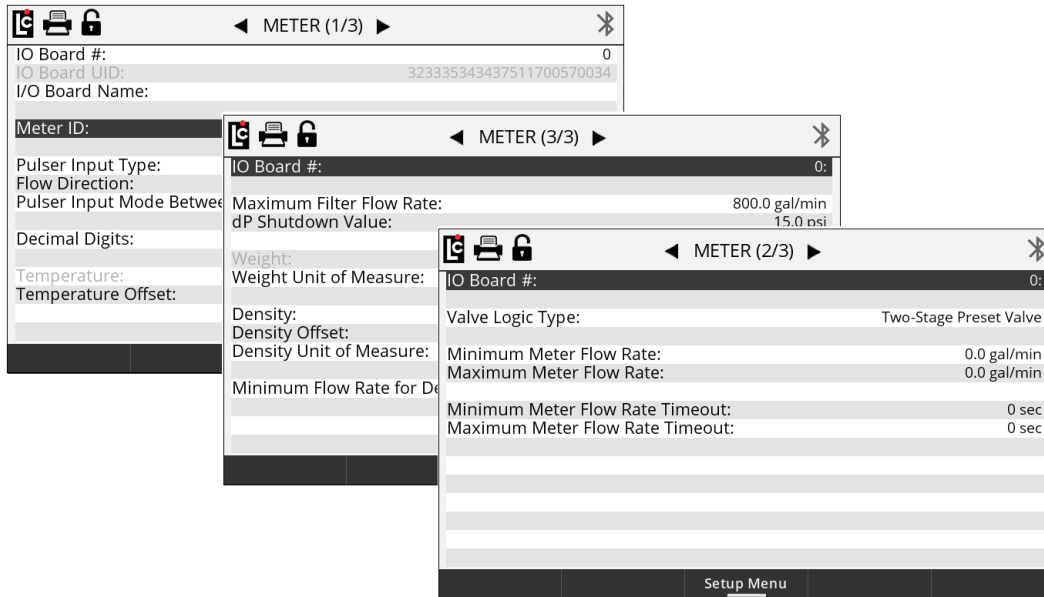 METER (1/3)
IO Board #: 0
IO Board UID: 323335343437511700570034
I/O Board Name:
Meter ID:
Pulser Input Type:
Flow Direction:
Pulser Input Mode Betwee
Decimal Digits:
Temperature:
Temperature Offset:
METER (3/3)
IO Board #: 0:
Maximum Filter Flow Rate: 800.0 gal/min
dP Shutdown Value: 15.0 psi
Weight:
Weight Unit of Measure:
Density:
Density Offset:
Density Unit of Measure:
Minimum Flow Rate for De
METER (2/3)
IO Board #: 0:
Valve Logic Type: Two-Stage Preset Valve
Minimum Meter Flow Rate: 0.0 gal/min
Maximum Meter Flow Rate: 0.0 gal/min
Minimum Meter Flow Rate Timeout: 0 sec
Maximum Meter Flow Rate Timeout: 0 sec
Setup Menu